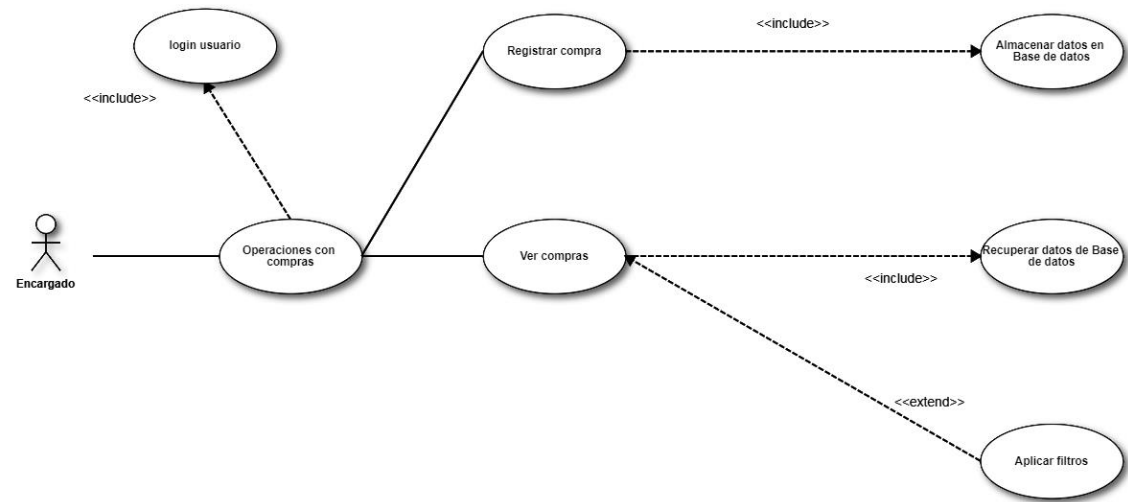 login usuario
<<include>>
Registrar compra
<<include>>
Almacenar datos en
Base de datos
Encargado
Operaciones con
compras
Ver compras
<<include>>
Recuperar datos de Base
de datos
<<extend>>
Aplicar filtros